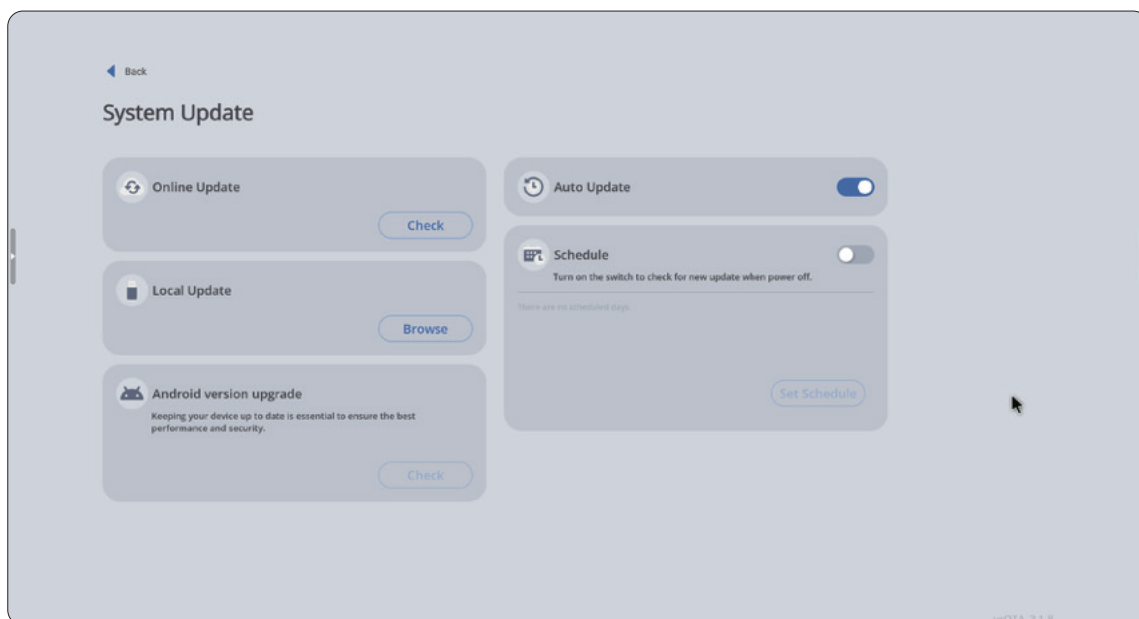 Back
System Update
Online Update
Check
Local Update
Browse
Android version upgrade
Keeping your device up to date is essential to ensure the best
performance and security.
Check
Auto Update
Schedule
Turn on the switch to check for new update when power off.
There are no scheduled days.
Set Schedule